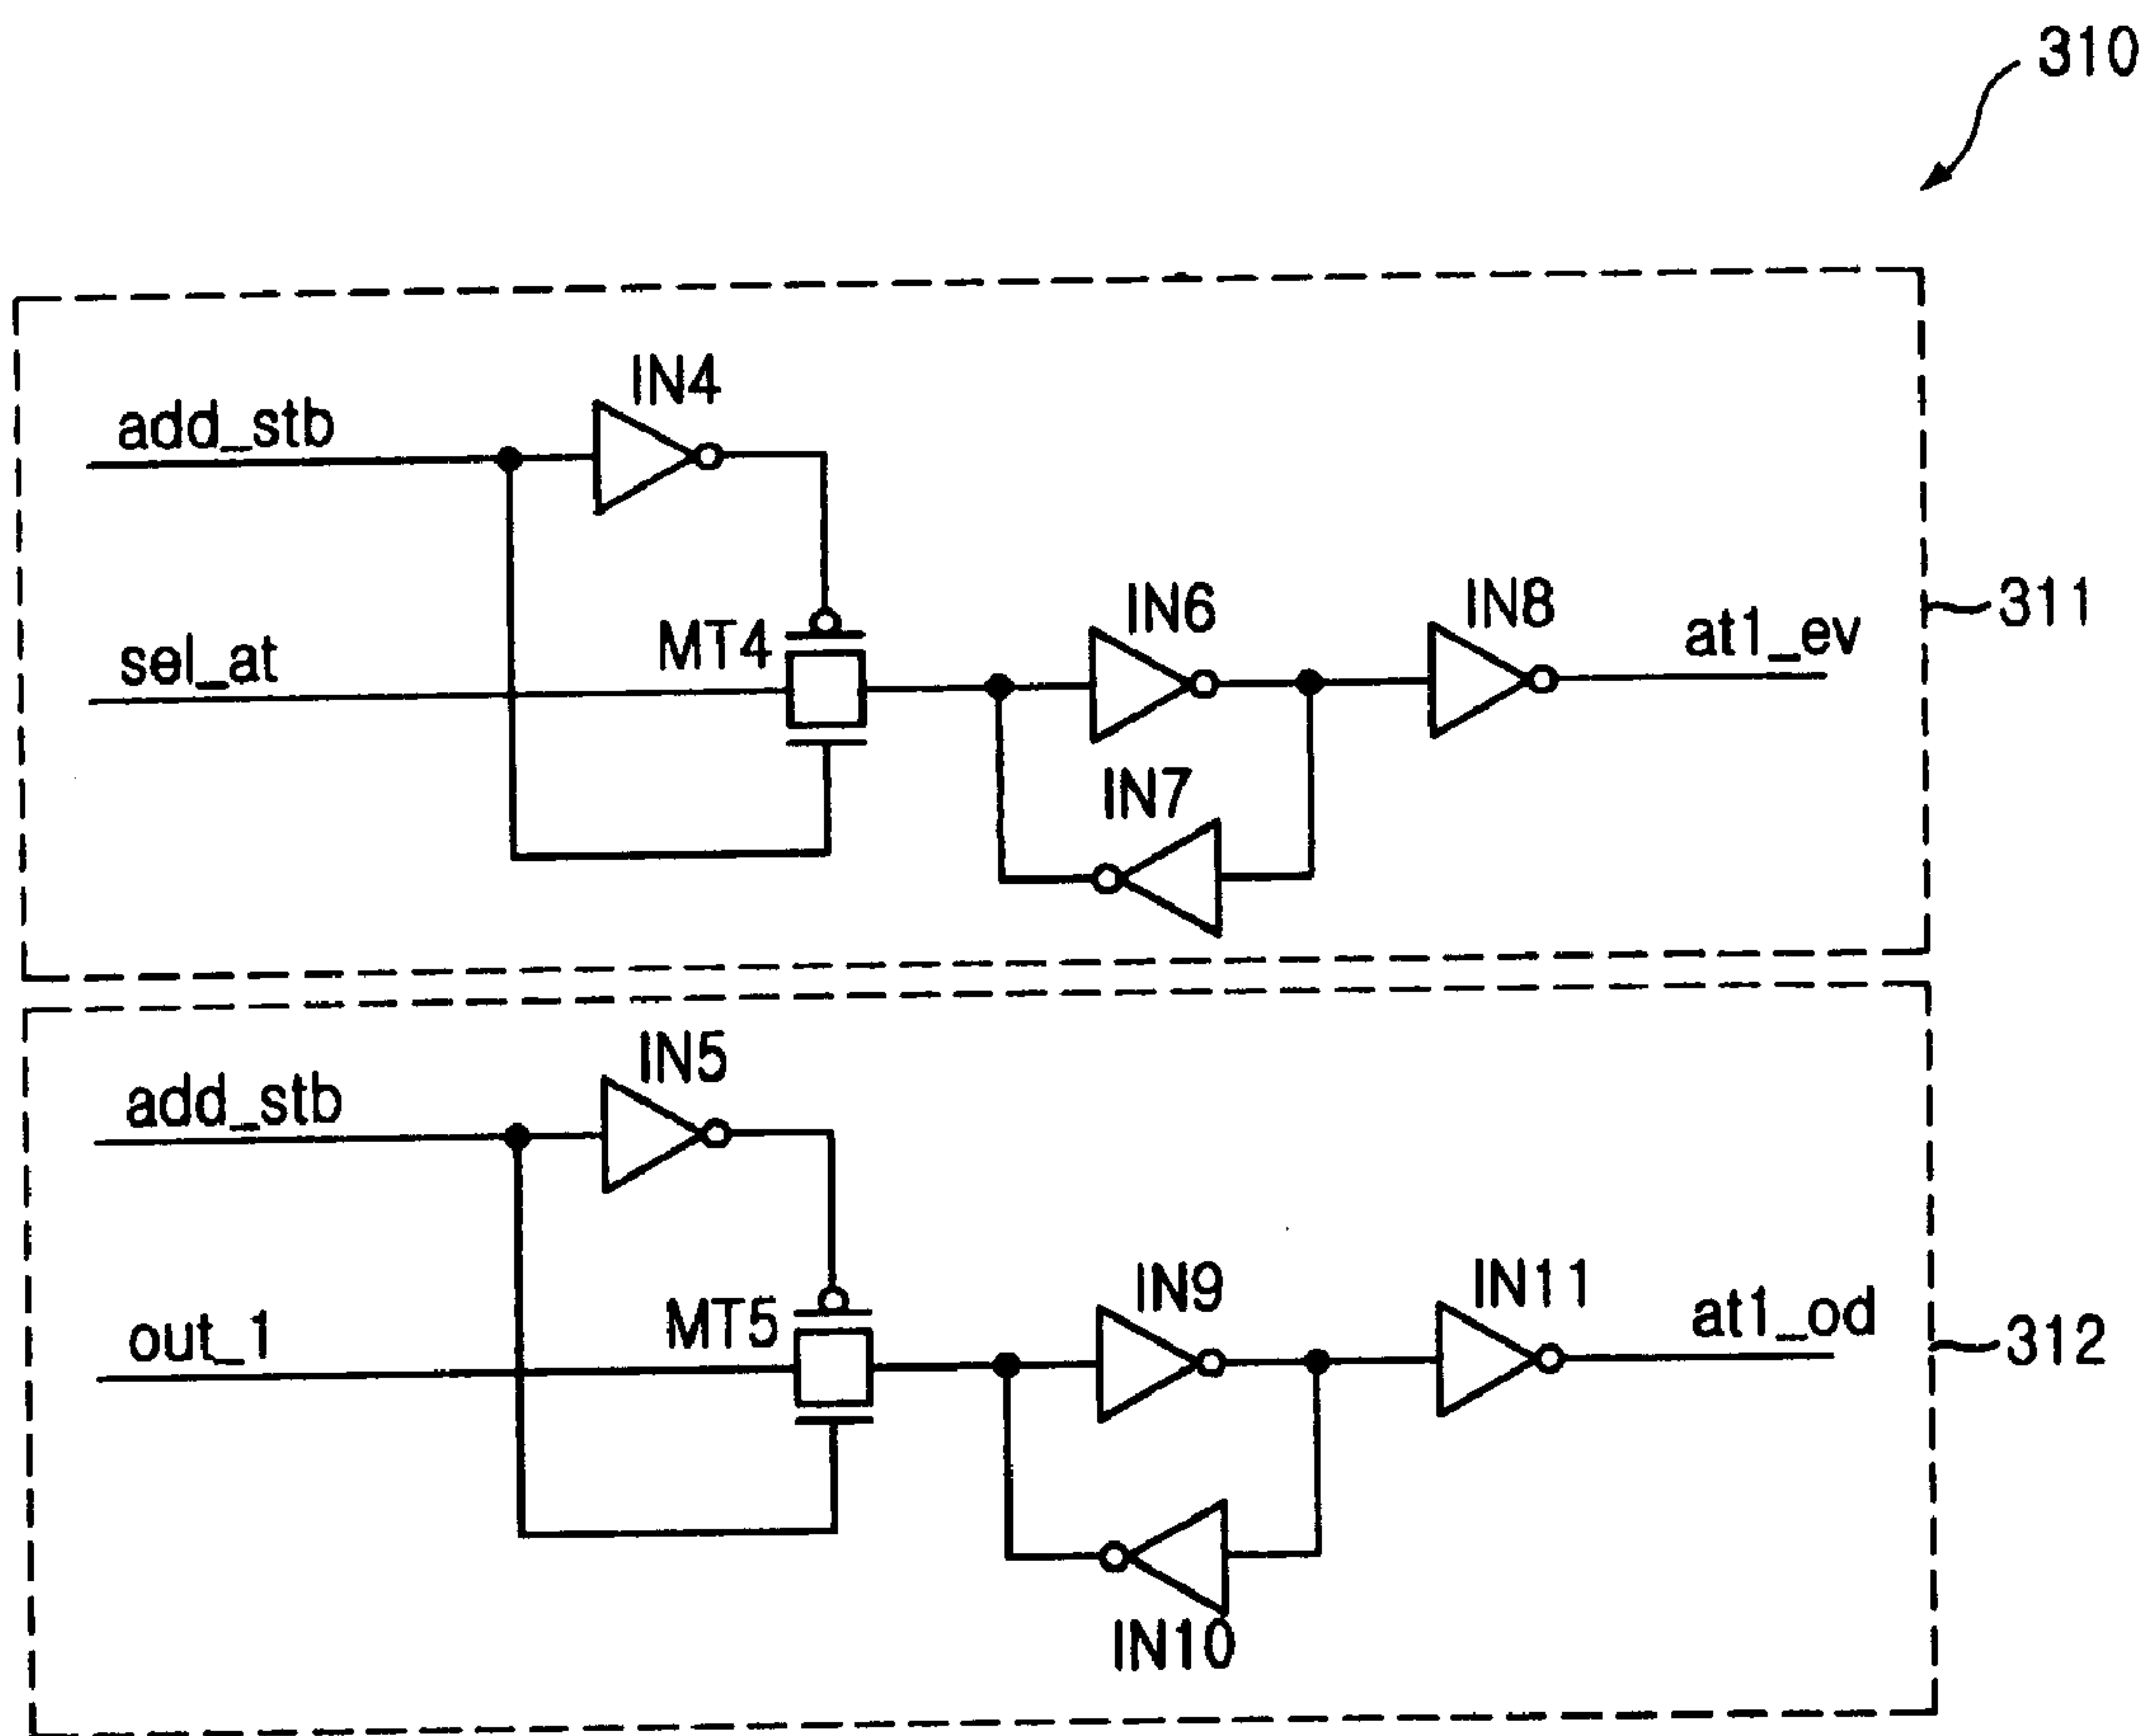 310
IN4
add_stb
IN6
IN8
311
MT4
at1_ev
sel_at
IN7
IN5
add_stb
IN9
IN11
MT5
at1_od
out_1
312
IN10